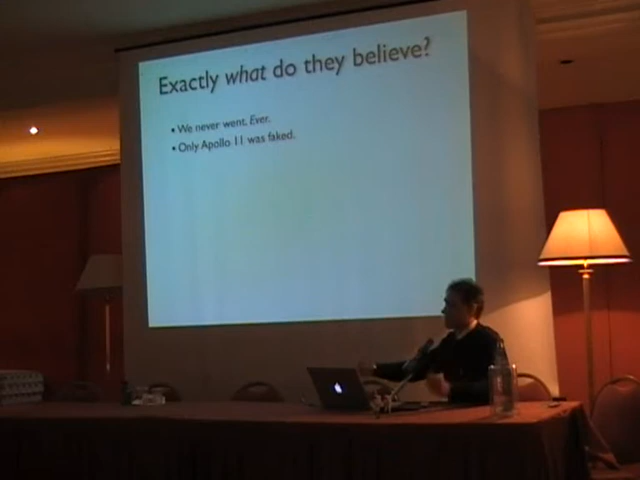 Exactly what do they believe?
• We never went. Ever.
• Only Apollo 11 was faked.